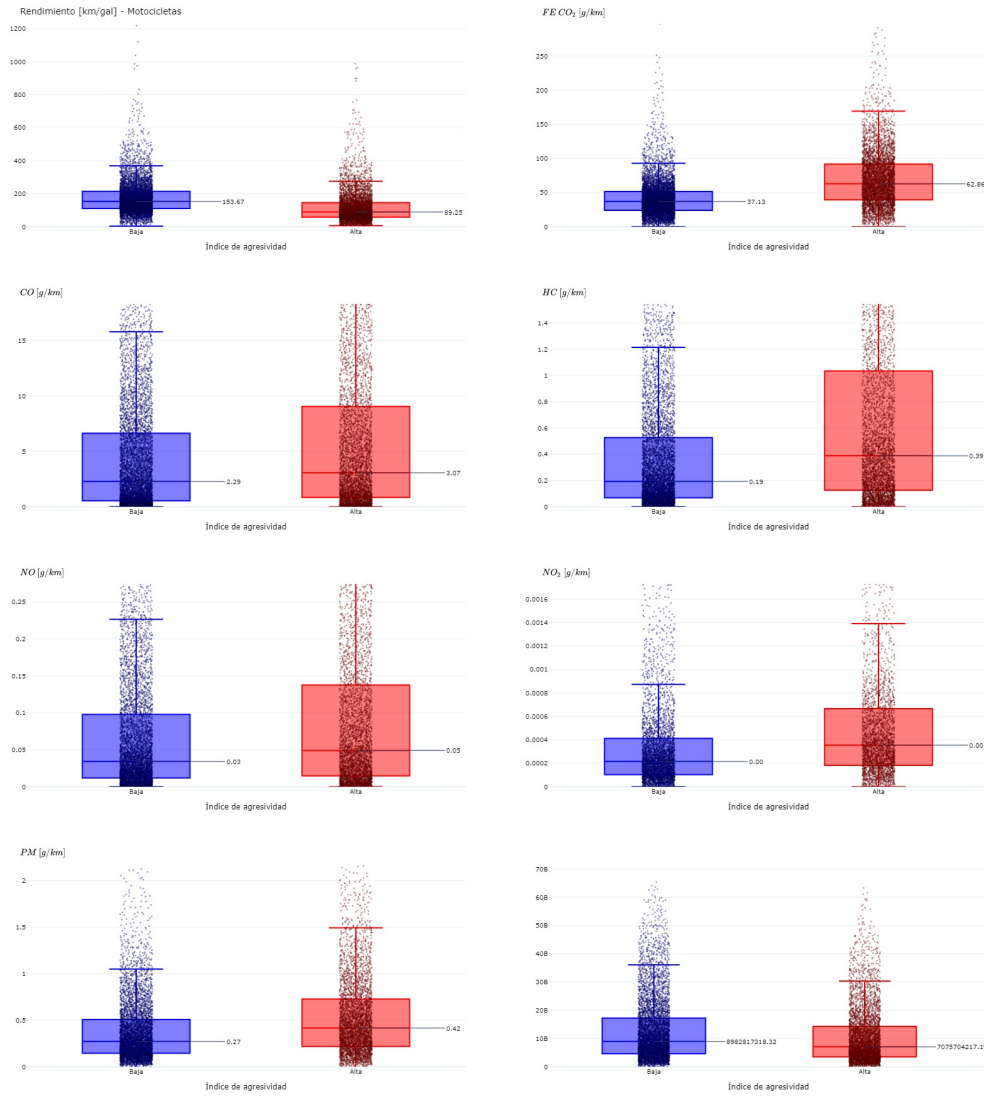 Rendimiento [km/gal] - Motocicletas
1200
1000
800
600
400
200
0
153.67
89.25
Baja
Alta
Índice de agresividad
FE CO₂ [g/km]
250
200
150
100
50
0
37.13
62.86
Baja
Alta
Índice de agresividad
CO [g/km]
15
10
5
0
2.29
3.07
Baja
Alta
Índice de agresividad
HC [g/km]
1.4
1.2
1
0.8
0.6
0.4
0.2
0
0.19
0.39
Baja
Alta
Índice de agresividad
NO [g/km]
0.25
0.2
0.15
0.1
0.05
0
0.03
0.05
Baja
Alta
Índice de agresividad
NO₂ [g/km]
0.0016
0.0014
0.0012
0.001
0.0008
0.0006
0.0004
0.0002
0
0.00
0.00
Baja
Alta
Índice de agresividad
PM [g/km]
2
1.5
1
0.5
0
0.27
0.42
Baja
Alta
Índice de agresividad
70B
60B
50B
40B
30B
20B
10B
0
8982817318.32
7075704217.15
Baja
Alta
Índice de agresividad